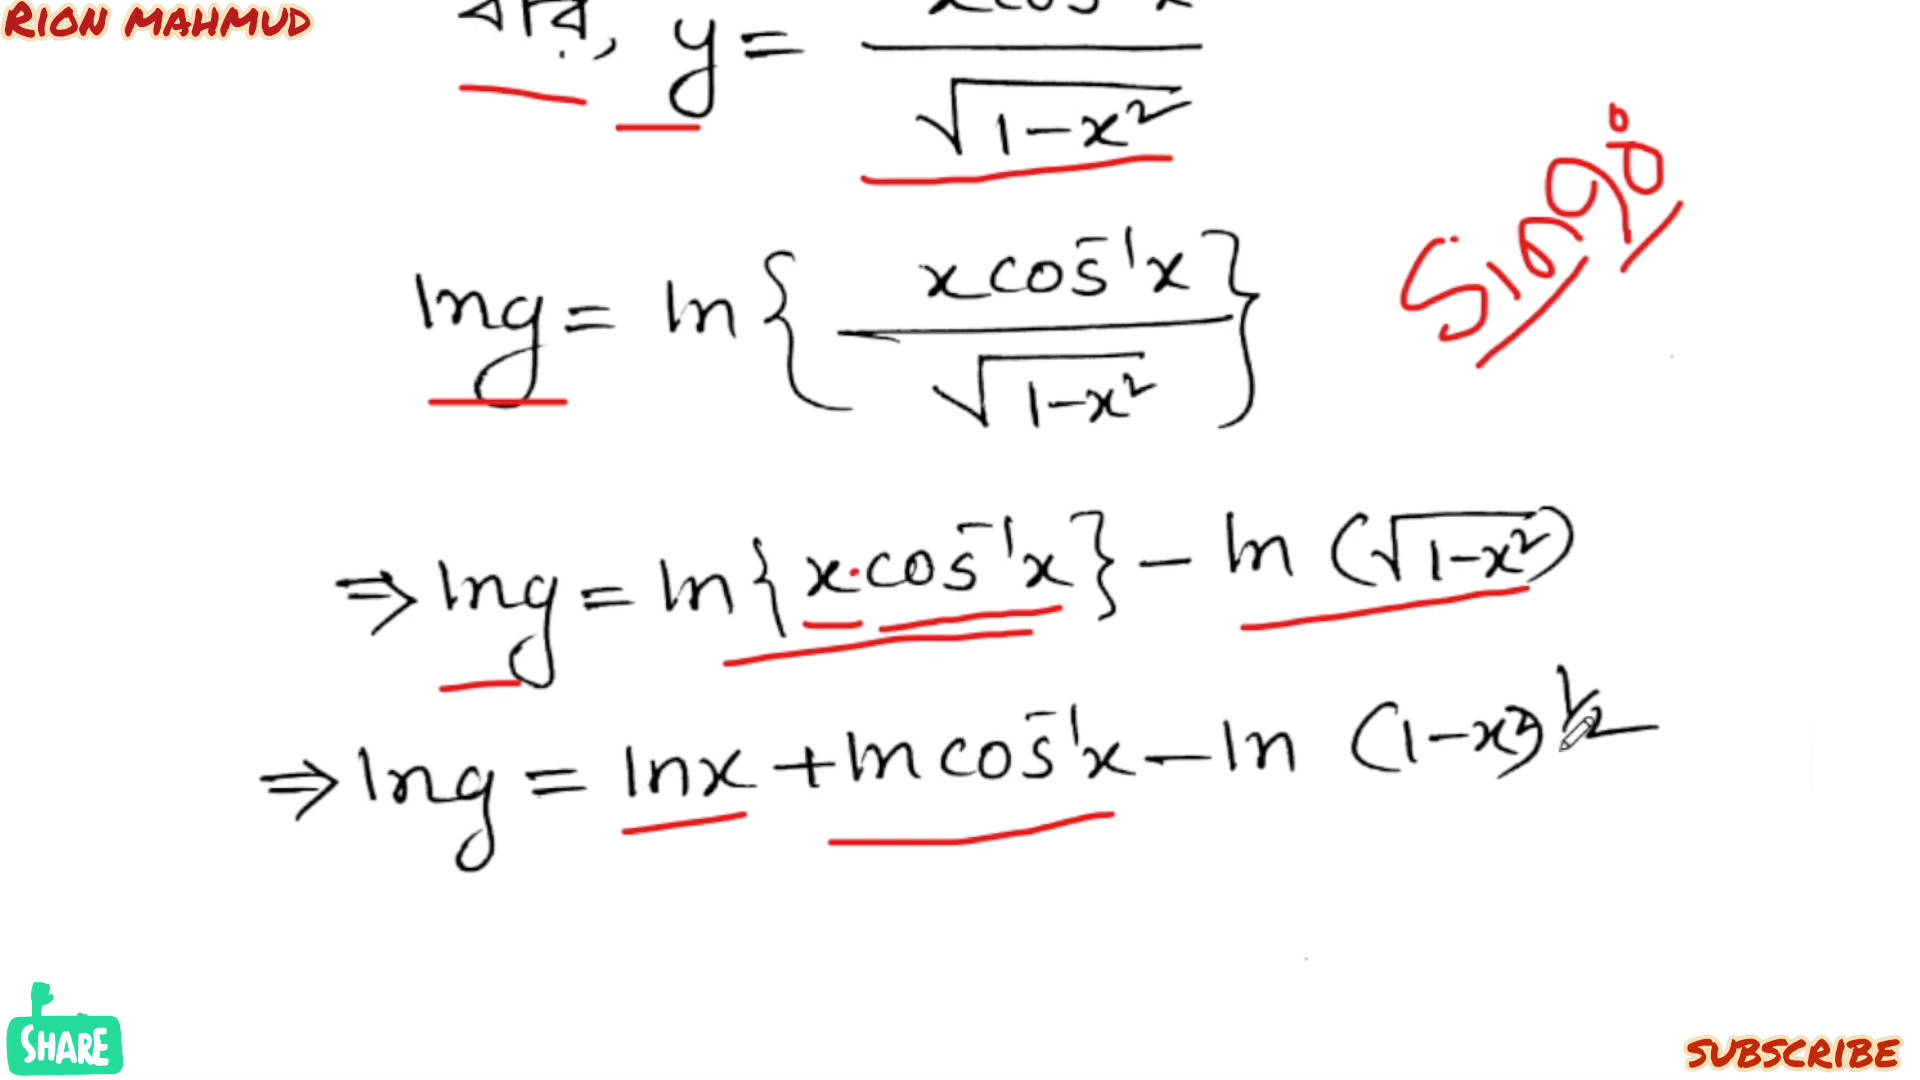 RION MAHMUD
ধরি, y = x cos⁻¹x / √(1-x²)
ln y = ln { x cos⁻¹x / √(1-x²) }
⇒ ln y = ln { x · cos⁻¹x } - ln (√(1-x²))
⇒ ln y = ln x + ln cos⁻¹x - ln (1-x²)^½
SHARE
SUBSCRIBE